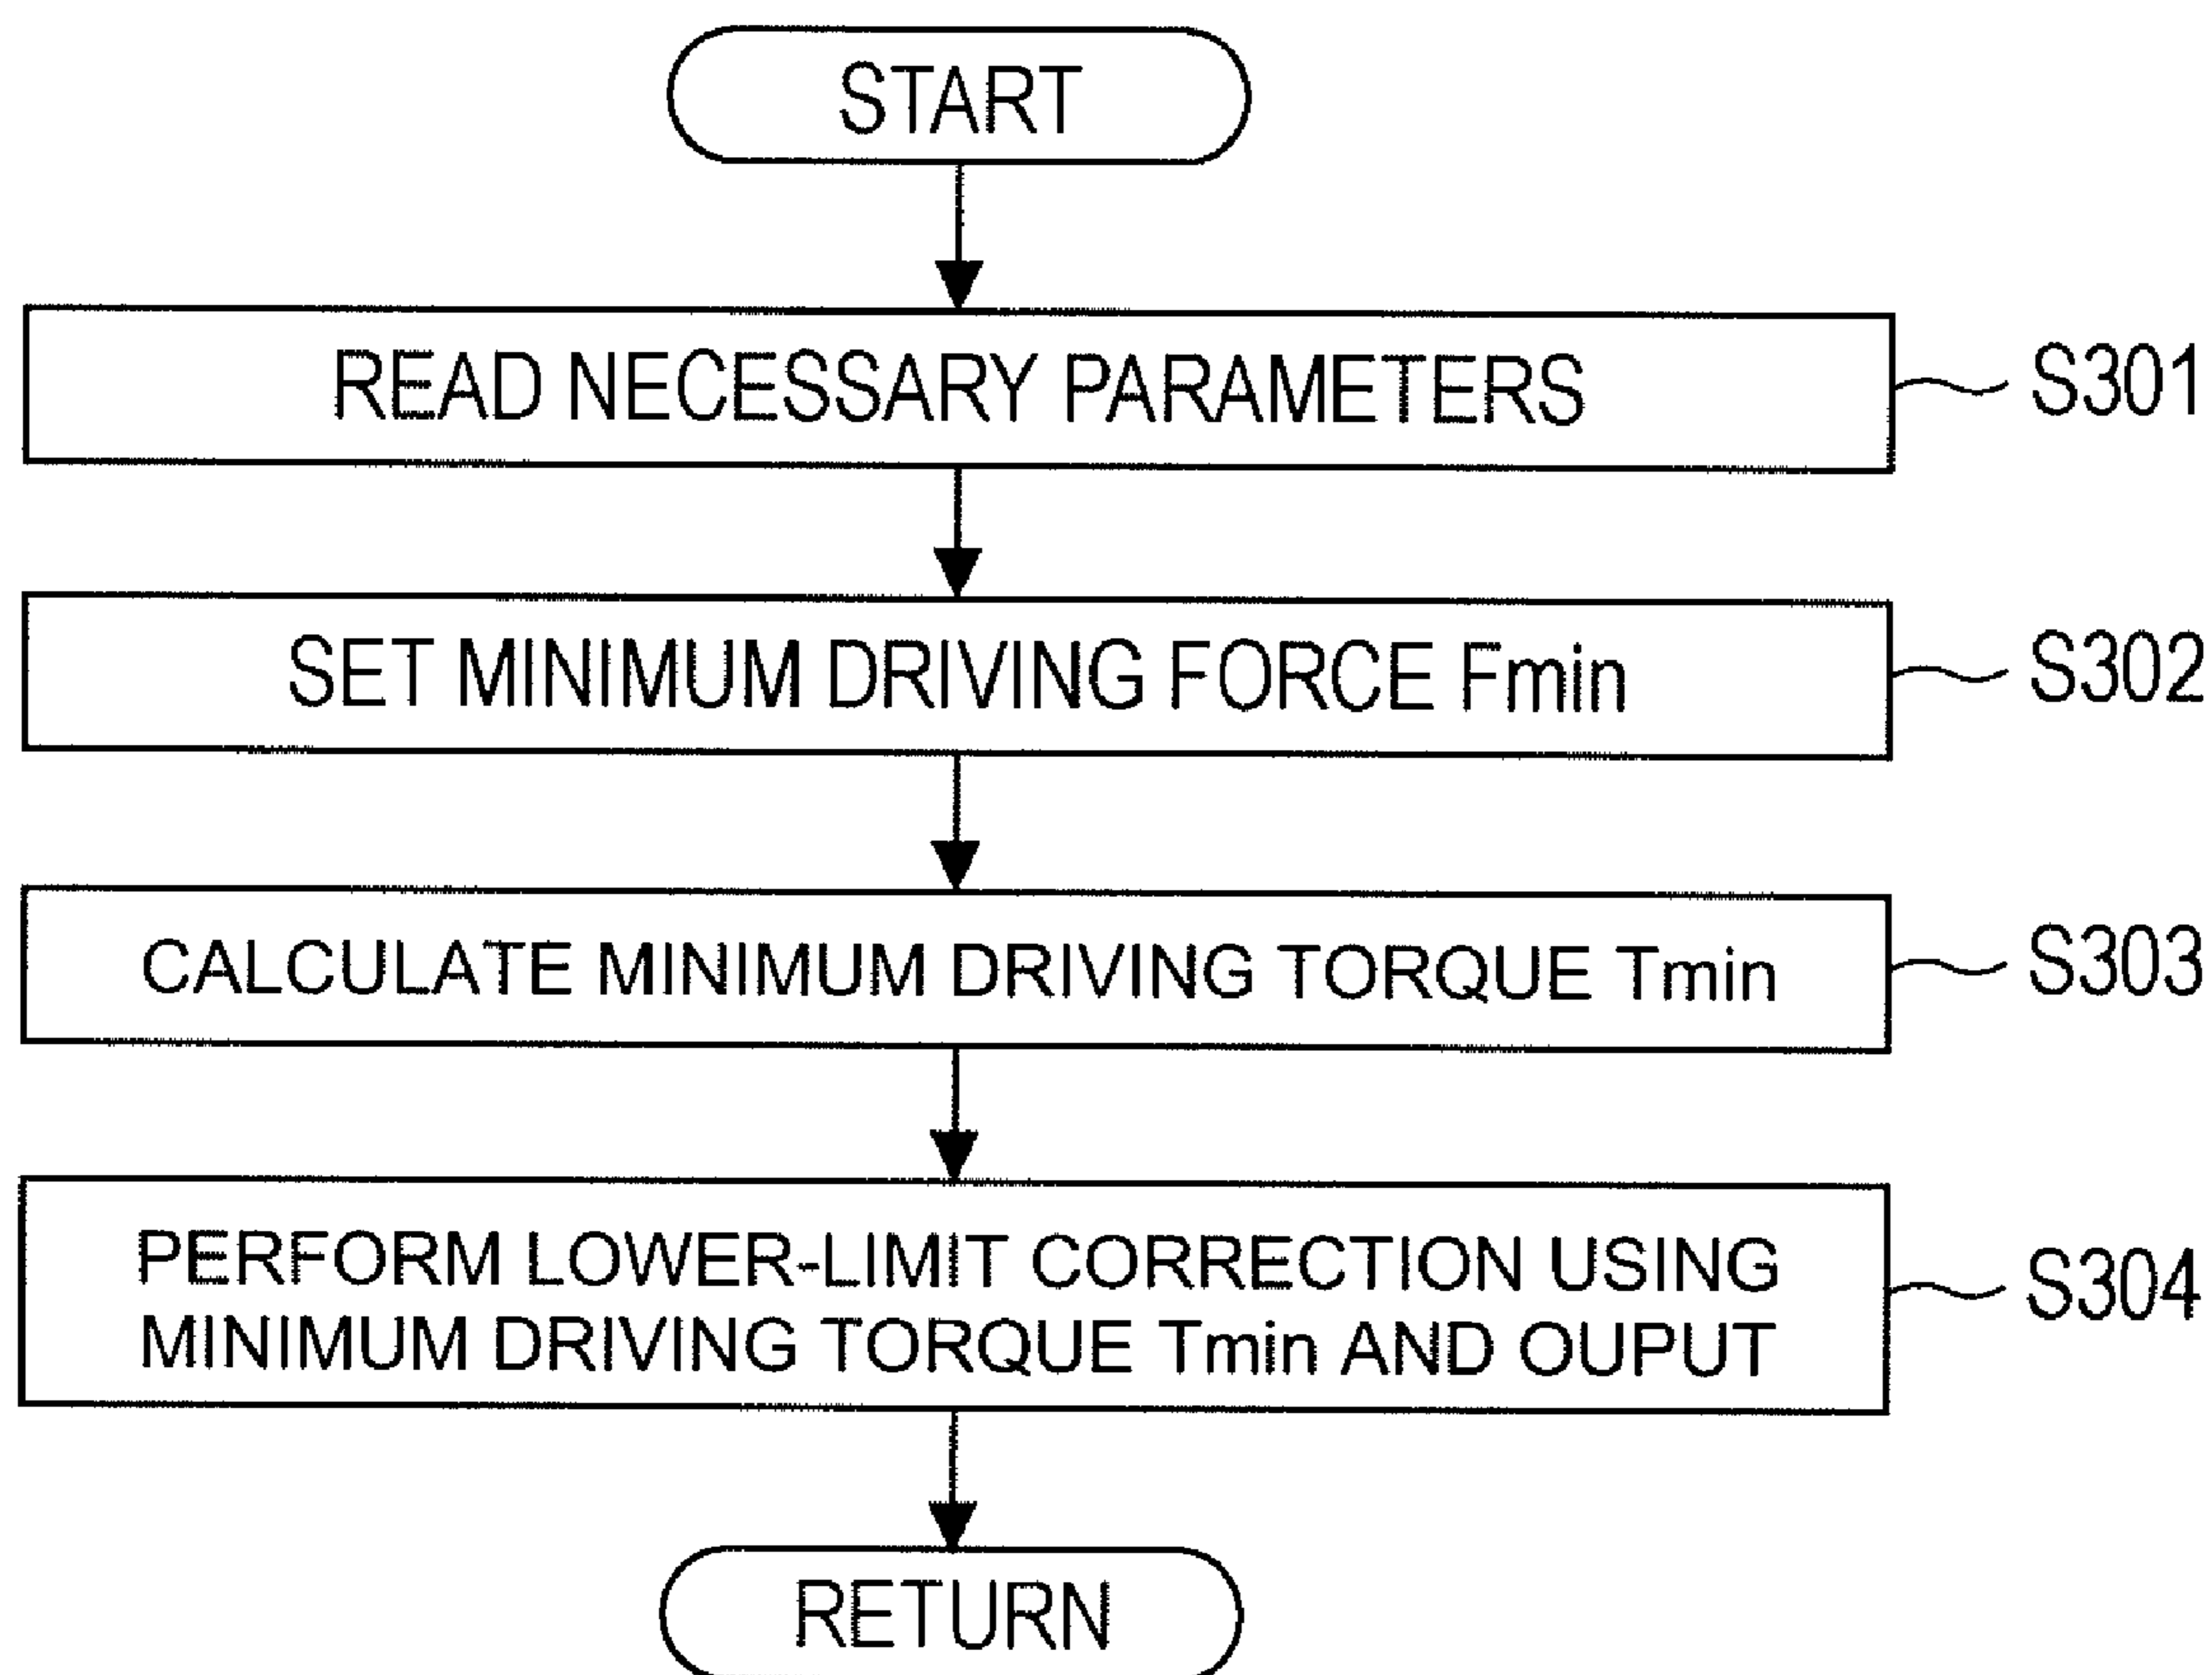 START
READ NECESSARY PARAMETERS
S301
SET MINIMUM DRIVING FORCE Fmin
S302
CALCULATE MINIMUM DRIVING TORQUE Tmin
S303
PERFORM LOWER-LIMIT CORRECTION USING
MINIMUM DRIVING TORQUE Tmin AND OUPUT
S304
RETURN